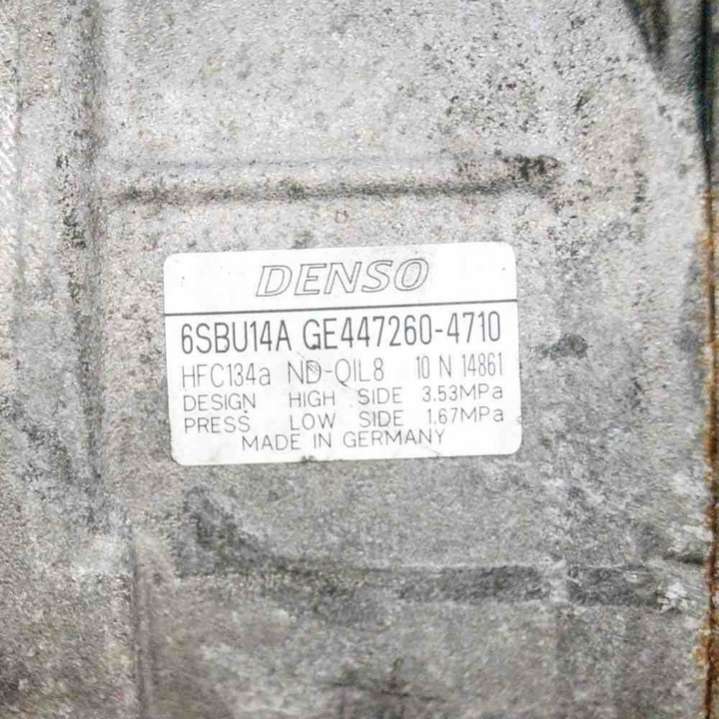 DENSO
6SBU14A GE447260-4710
HFC134a ND-OIL8 10 N 14861
DESIGN HIGH SIDE 3.53MPa
PRESS LOW SIDE 1.67MPa
MADE IN GERMANY